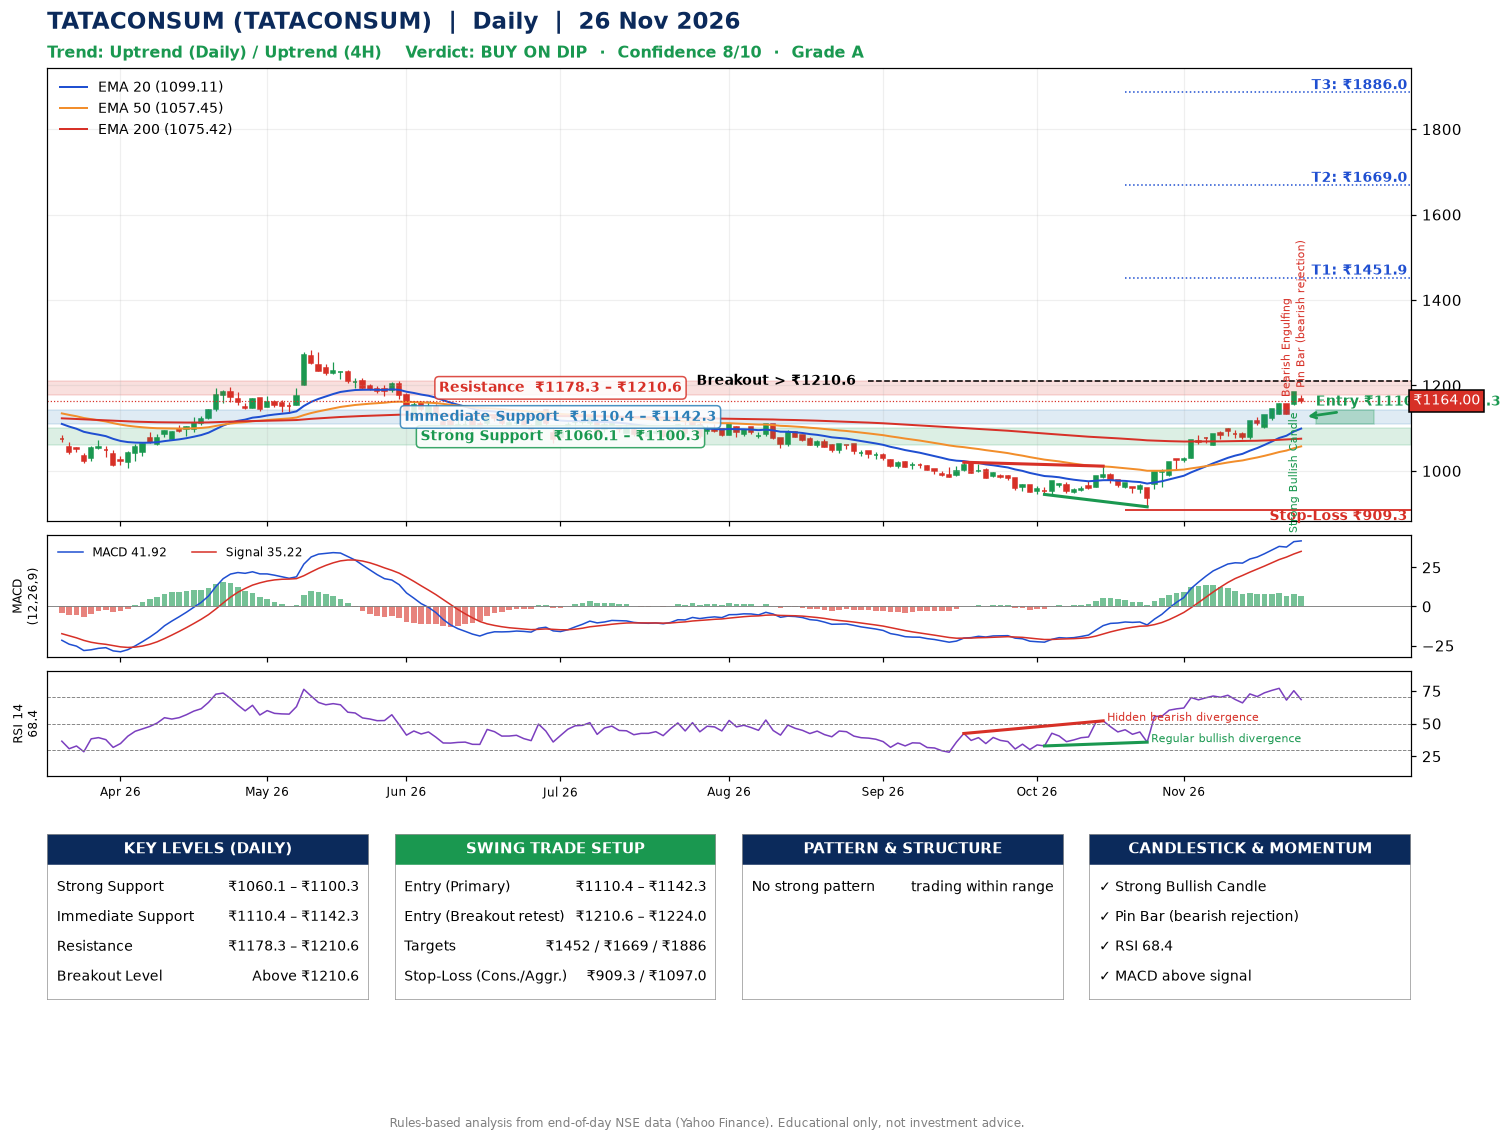 TATACONSUM (TATACONSUM)  |  Daily  |  26 Nov 2026
Trend: Uptrend (Daily) / Uptrend (4H)    Verdict: BUY ON DIP  ·  Confidence 8/10  ·  Grade A
EMA 20 (1099.11)
EMA 50 (1057.45)
EMA 200 (1075.42)
T3: ₹1886.0
T2: ₹1669.0
T1: ₹1451.9
1800
1600
1400
1200
1000
Bearish Engulfing
Pin Bar (bearish rejection)
Strong Bullish Candle
Resistance  ₹1178.3 – ₹1210.6
Breakout > ₹1210.6
Immediate Support  ₹1110.4 – ₹1142.3
Strong Support  ₹1060.1 – ₹1100.3
Entry ₹1110
.3
₹1164.00
Stop-Loss ₹909.3
MACD (12,26,9)
MACD 41.92
Signal 35.22
25
0
−25
RSI 14
68.4
75
50
25
Hidden bearish divergence
Regular bullish divergence
Apr 26
May 26
Jun 26
Jul 26
Aug 26
Sep 26
Oct 26
Nov 26
KEY LEVELS (DAILY)
Strong Support ₹1060.1 – ₹1100.3
Immediate Support ₹1110.4 – ₹1142.3
Resistance ₹1178.3 – ₹1210.6
Breakout Level Above ₹1210.6
SWING TRADE SETUP
Entry (Primary) ₹1110.4 – ₹1142.3
Entry (Breakout retest) ₹1210.6 – ₹1224.0
Targets ₹1452 / ₹1669 / ₹1886
Stop-Loss (Cons./Aggr.) ₹909.3 / ₹1097.0
PATTERN & STRUCTURE
No strong pattern trading within range
CANDLESTICK & MOMENTUM
✓ Strong Bullish Candle
✓ Pin Bar (bearish rejection)
✓ RSI 68.4
✓ MACD above signal
Rules-based analysis from end-of-day NSE data (Yahoo Finance). Educational only, not investment advice.